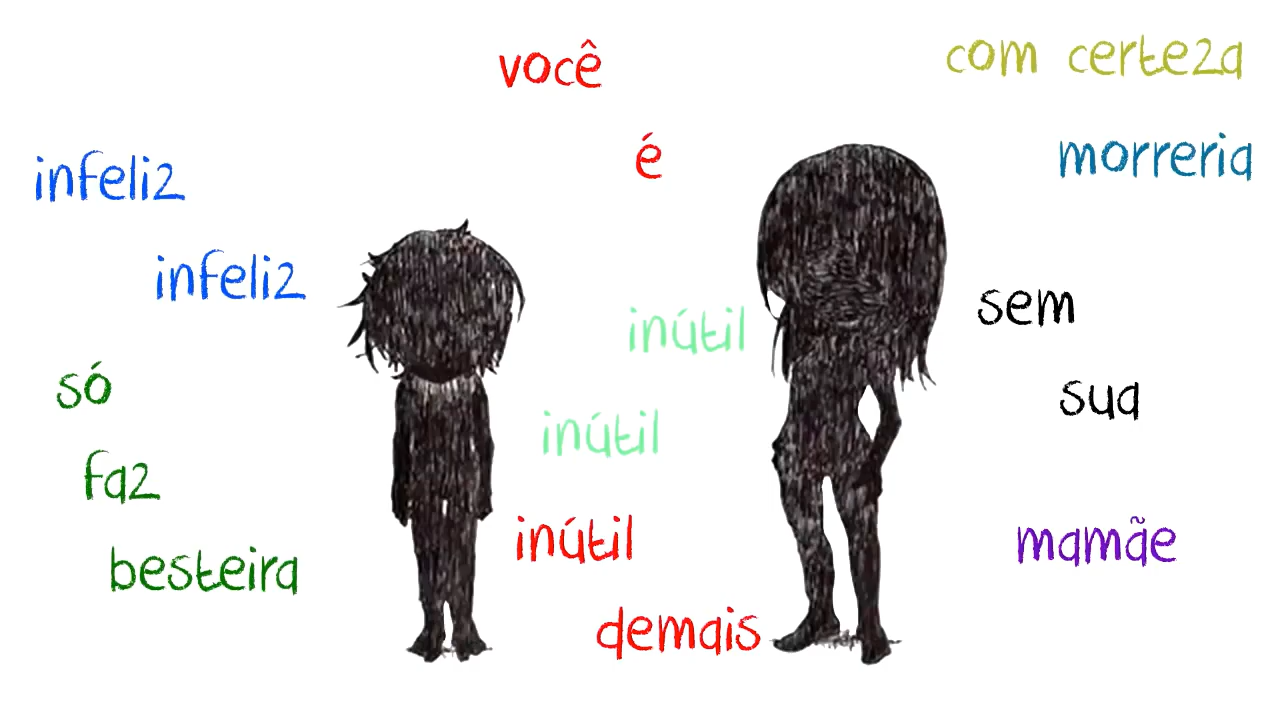 infeliz
infeliz
só
faz
besteira
você
é
inútil
inútil
inútil
demais
com certeza
morreria
sem
sua
mamãe